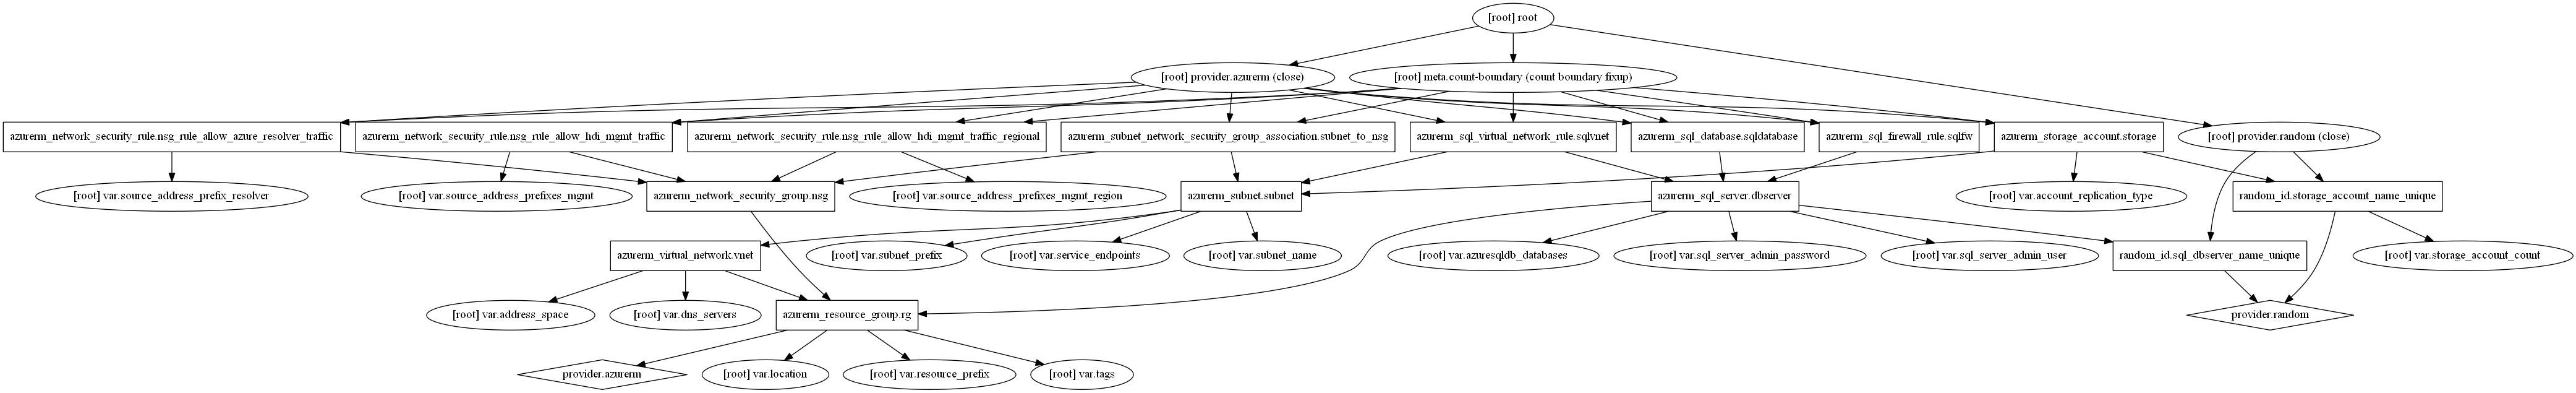 [root] root
[root] provider.azurerm (close)
[root] meta.count-boundary (count boundary fixup)
azurerm_network_security_rule.nsg_rule_allow_azure_resolver_traffic
azurerm_network_security_rule.nsg_rule_allow_hdi_mgmt_traffic
azurerm_network_security_rule.nsg_rule_allow_hdi_mgmt_traffic_regional
azurerm_subnet_network_security_group_association.subnet_to_nsg
azurerm_sql_virtual_network_rule.sqlvnet
azurerm_sql_database.sqldatabase
azurerm_sql_firewall_rule.sqlfw
azurerm_storage_account.storage
[root] provider.random (close)
[root] var.source_address_prefix_resolver
[root] var.source_address_prefixes_mgmt
azurerm_network_security_group.nsg
[root] var.source_address_prefixes_mgmt_region
azurerm_subnet.subnet
azurerm_sql_server.dbserver
[root] var.account_replication_type
random_id.storage_account_name_unique
azurerm_virtual_network.vnet
[root] var.subnet_prefix
[root] var.service_endpoints
[root] var.subnet_name
[root] var.azuresqldb_databases
[root] var.sql_server_admin_password
[root] var.sql_server_admin_user
random_id.sql_dbserver_name_unique
[root] var.storage_account_count
[root] var.address_space
[root] var.dns_servers
azurerm_resource_group.rg
provider.random
provider.azurerm
[root] var.location
[root] var.resource_prefix
[root] var.tags